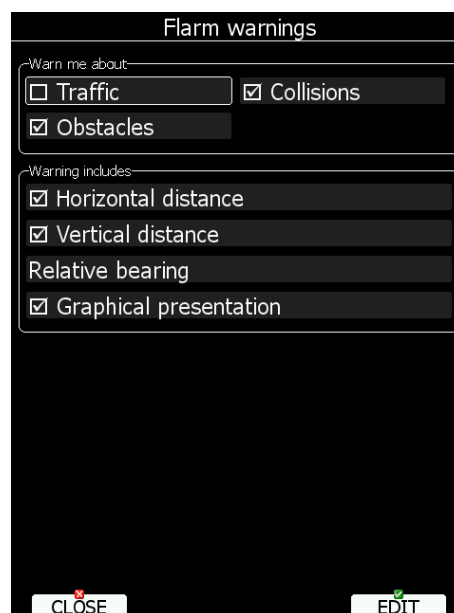 Flarm warnings
Warn me about
Traffic Collisions
Obstacles
Warning includes
Horizontal distance
Vertical distance
Relative bearing
Graphical presentation
CLOSE EDIT